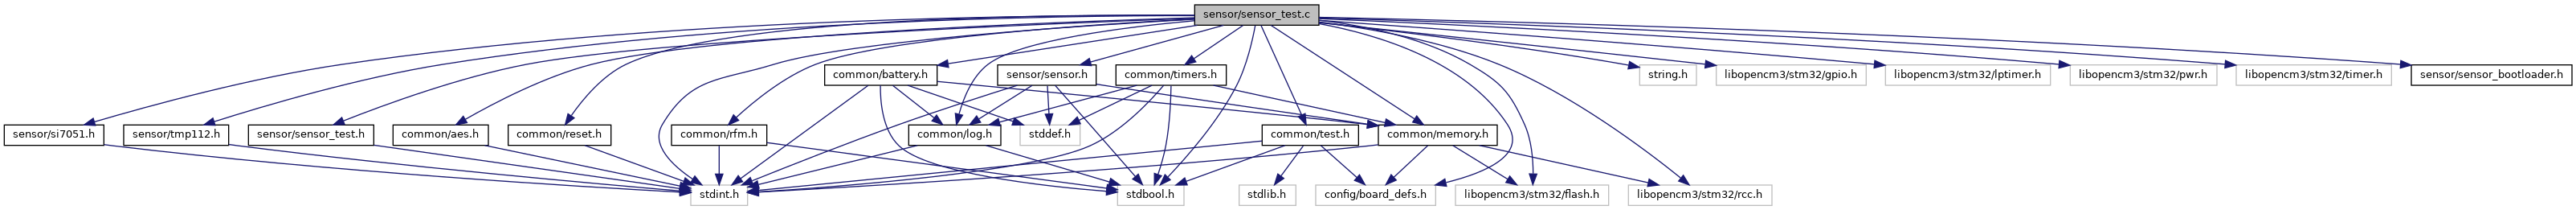 sensor/sensor_test.c
common/battery.h
sensor/sensor.h
common/timers.h
string.h
libopencm3/stm32/gpio.h
libopencm3/stm32/lptimer.h
libopencm3/stm32/pwr.h
libopencm3/stm32/timer.h
sensor/sensor_bootloader.h
sensor/si7051.h
sensor/tmp112.h
sensor/sensor_test.h
common/aes.h
common/reset.h
common/rfm.h
common/log.h
stddef.h
common/test.h
common/memory.h
stdint.h
stdbool.h
stdlib.h
config/board_defs.h
libopencm3/stm32/flash.h
libopencm3/stm32/rcc.h